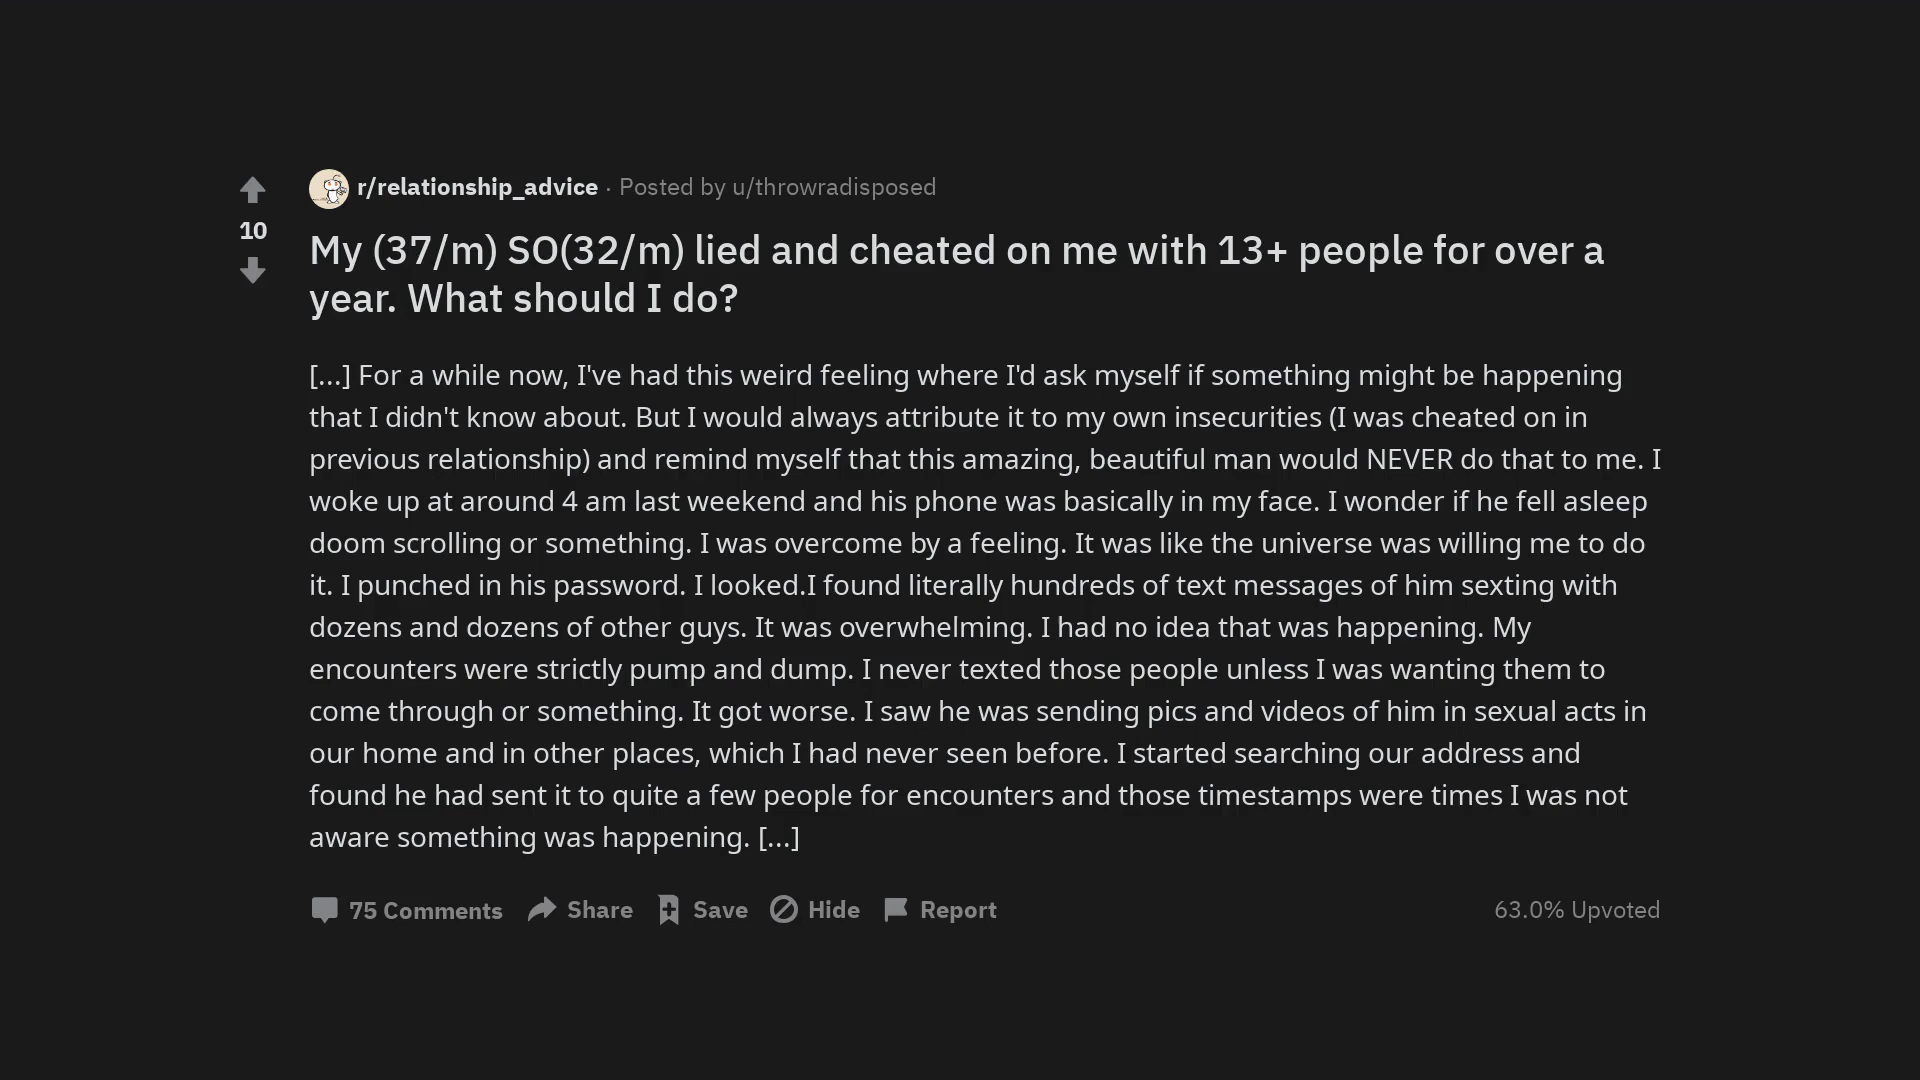 r/relationship_advice · Posted by u/throwradisposed
10
My (37/m) SO(32/m) lied and cheated on me with 13+ people for over a
year. What should I do?
[...] For a while now, I've had this weird feeling where I'd ask myself if something might be happening
that I didn't know about. But I would always attribute it to my own insecurities (I was cheated on in
previous relationship) and remind myself that this amazing, beautiful man would NEVER do that to me. I
woke up at around 4 am last weekend and his phone was basically in my face. I wonder if he fell asleep
doom scrolling or something. I was overcome by a feeling. It was like the universe was willing me to do
it. I punched in his password. I looked.I found literally hundreds of text messages of him sexting with
dozens and dozens of other guys. It was overwhelming. I had no idea that was happening. My
encounters were strictly pump and dump. I never texted those people unless I was wanting them to
come through or something. It got worse. I saw he was sending pics and videos of him in sexual acts in
our home and in other places, which I had never seen before. I started searching our address and
found he had sent it to quite a few people for encounters and those timestamps were times I was not
aware something was happening. [...]
75 Comments Share Save Hide Report 63.0% Upvoted